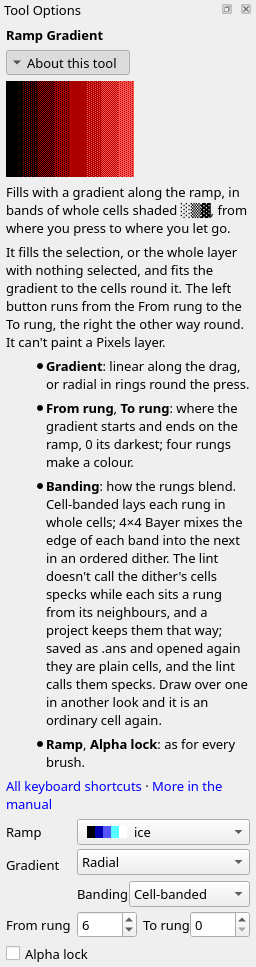 Tool Options
Ramp Gradient
About this tool
Fills with a gradient along the ramp, in
bands of whole cells shaded ░▒▓, from
where you press to where you let go.
It fills the selection, or the whole layer
with nothing selected, and fits the
gradient to the cells round it. The left
button runs from the From rung to the
To rung, the right the other way round.
It can't paint a Pixels layer.
• Gradient: linear along the drag,
or radial in rings round the press.
• From rung, To rung: where the
gradient starts and ends on the
ramp, 0 its darkest; four rungs
make a colour.
• Banding: how the rungs blend.
Cell-banded lays each rung in
whole cells; 4×4 Bayer mixes the
edge of each band into the next
in an ordered dither. The lint
doesn't call the dither's cells
specks while each sits a rung
from its neighbours, and a
project keeps them that way;
saved as .ans and opened again
they are plain cells, and the lint
calls them specks. Draw over one
in another look and it is an
ordinary cell again.
• Ramp, Alpha lock: as for every
brush.
All keyboard shortcuts · More in the
manual
Ramp ice
Gradient Radial
Banding Cell-banded
From rung 6 To rung 0
Alpha lock